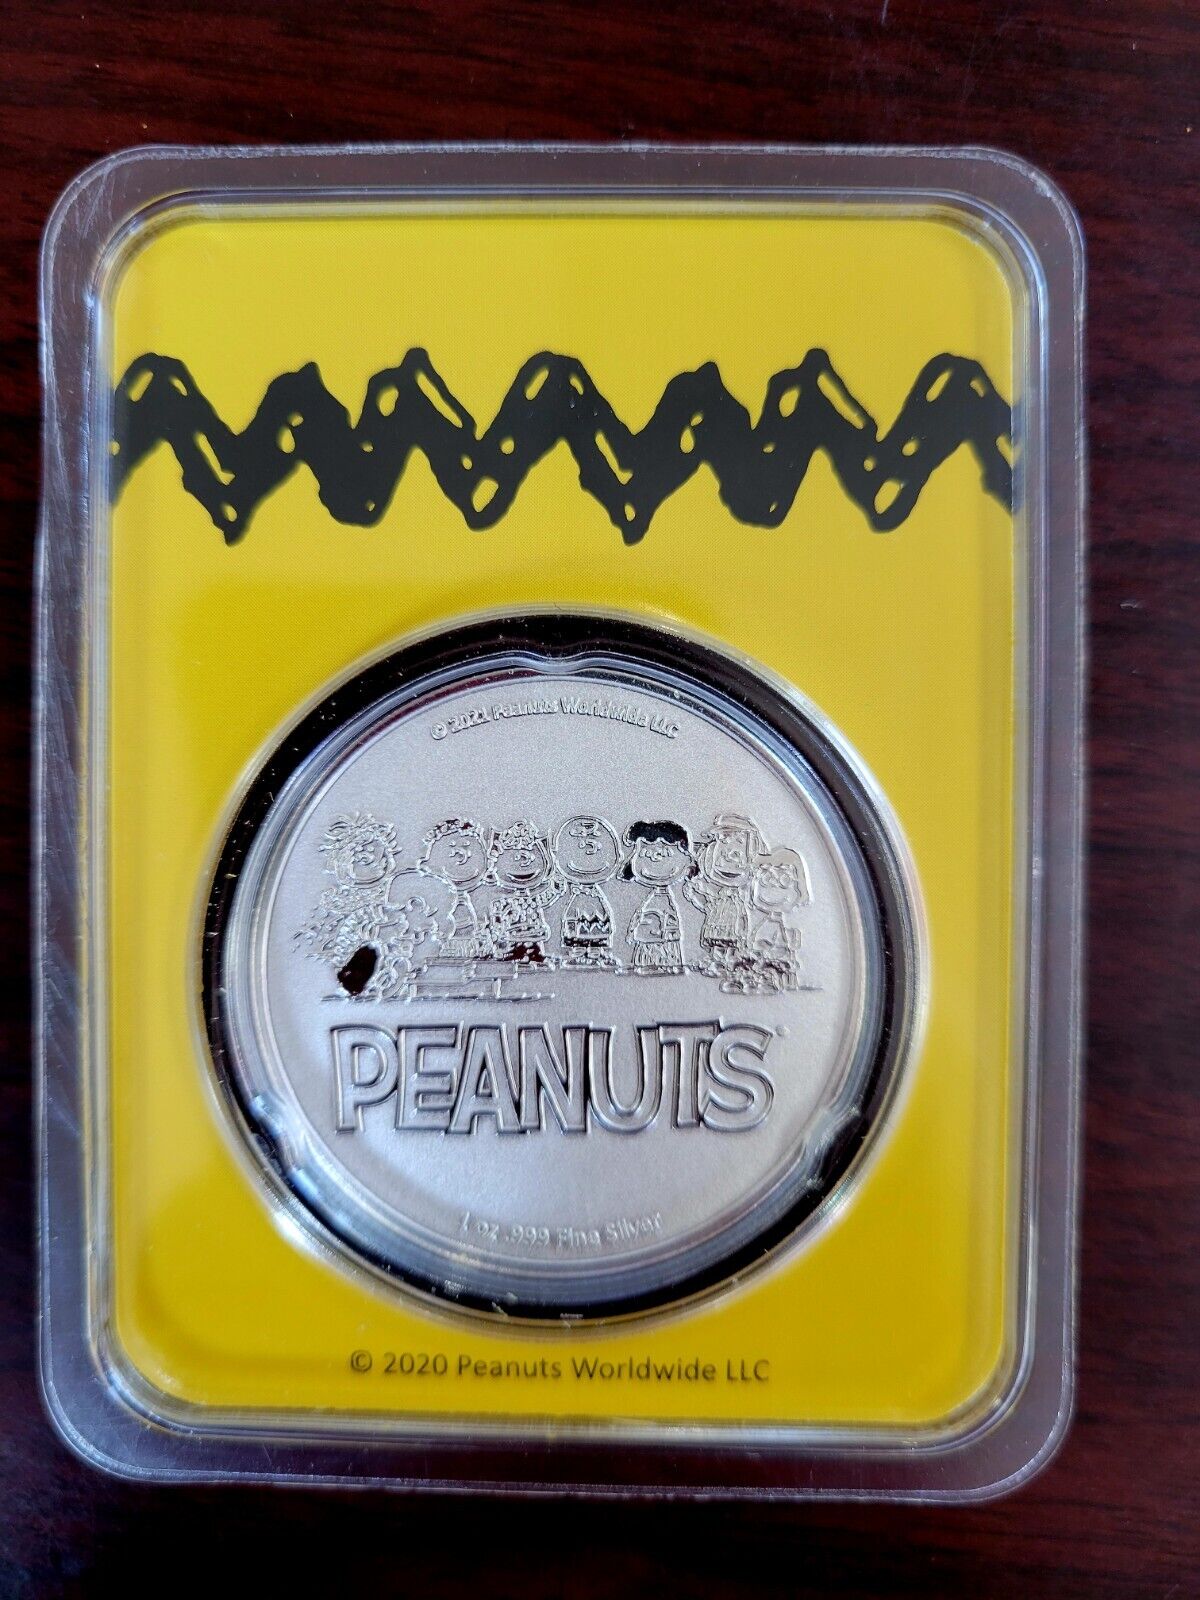 © 2021 Peanuts Worldwide LLC
PEANUTS
1 oz .999 Fine Silver
© 2020 Peanuts Worldwide LLC